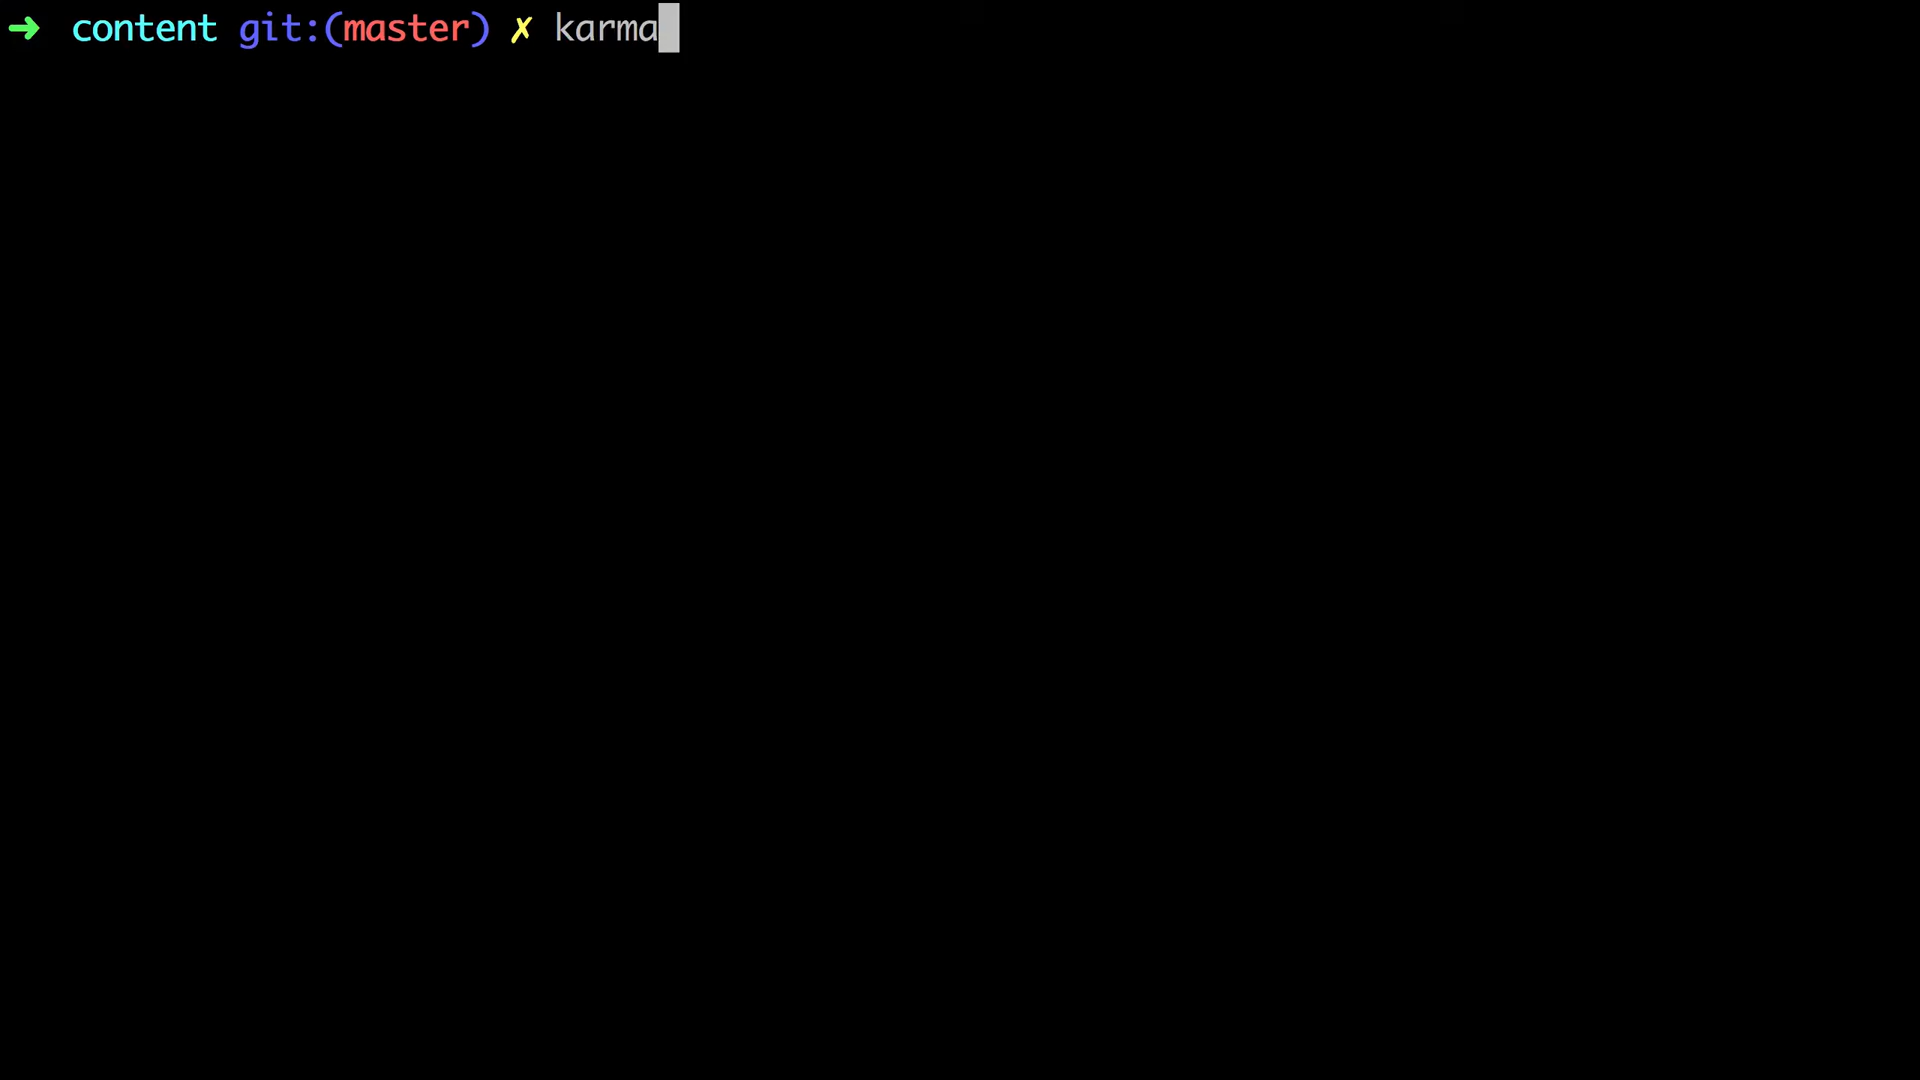 ➜ content git:(master) ✗ karma